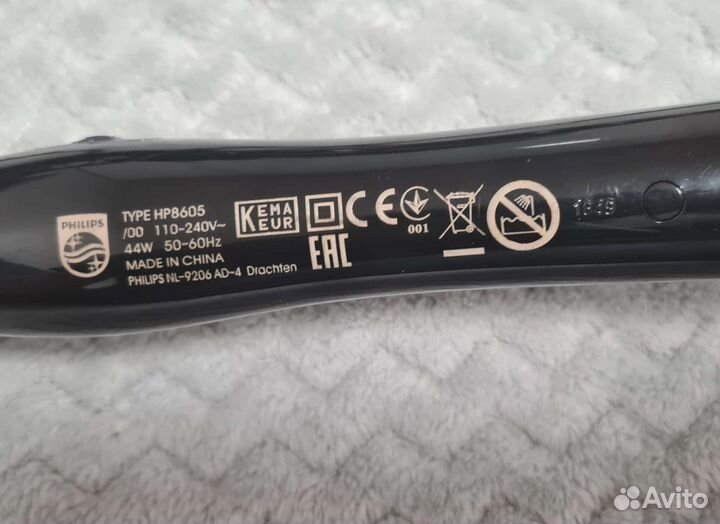 PHILIPS
TYPE HP8605
/00 110-240V~
44W 50-60Hz
MADE IN CHINA
PHILIPS NL-9206 AD-4 Drachten
KEMA
KEUR
CE
EAC
001
Avito